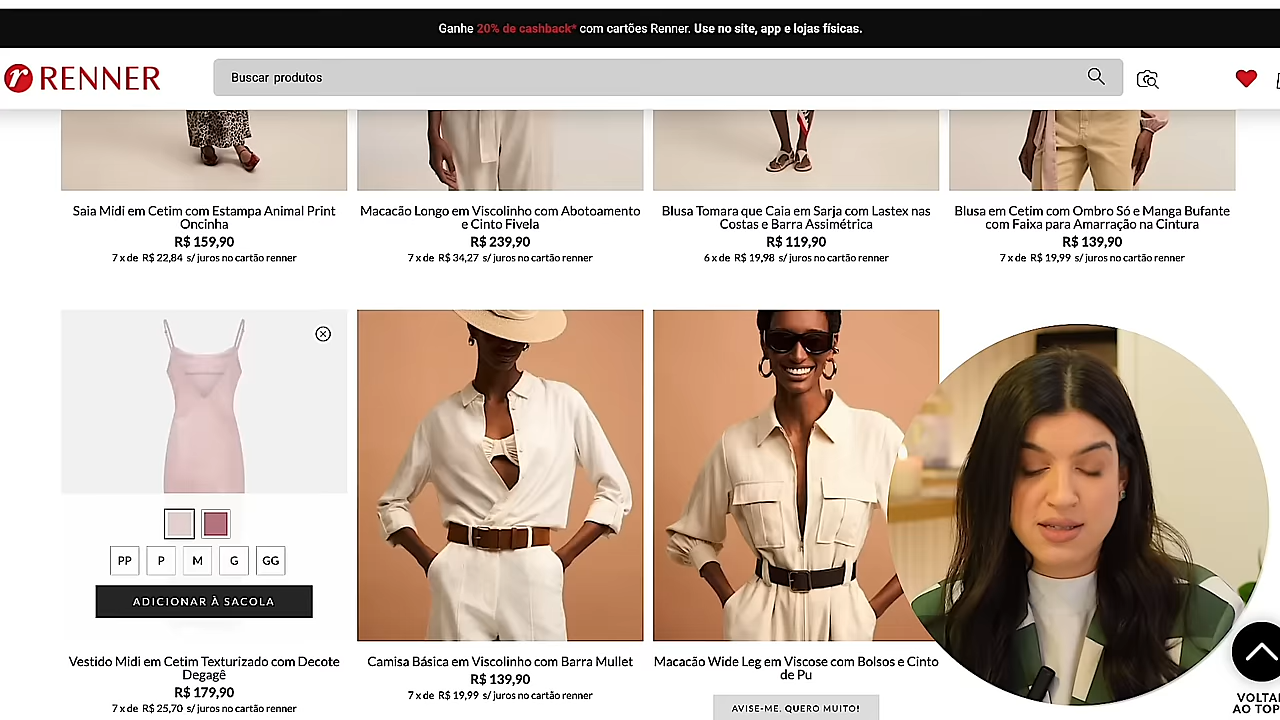 Ganhe 20% de cashback* com cartões Renner. Use no site, app e lojas físicas.
r RENNER
Buscar produtos
Saia Midi em Cetim com Estampa Animal Print
Oncinha
R$ 159,90
7 x de R$ 22,84 s/ juros no cartão renner
Macacão Longo em Viscolinho com Abotoamento
e Cinto Fivela
R$ 239,90
7 x de R$ 34,27 s/ juros no cartão renner
Blusa Tomara que Caia em Sarja com Lastex nas
Costas e Barra Assimétrica
R$ 119,90
6 x de R$ 19,98 s/ juros no cartão renner
Blusa em Cetim com Ombro Só e Manga Bufante
com Faixa para Amarração na Cintura
R$ 139,90
7 x de R$ 19,99 s/ juros no cartão renner
PP P M G GG
ADICIONAR À SACOLA
Vestido Midi em Cetim Texturizado com Decote
Degagê
R$ 179,90
7 x de R$ 25,70 s/ juros no cartão renner
Camisa Básica em Viscolinho com Barra Mullet
R$ 139,90
7 x de R$ 19,99 s/ juros no cartão renner
Macacão Wide Leg em Viscose com Bolsos e Cinto
de Pu
AVISE-ME, QUERO MUITO!
VOLTA
AO TOP